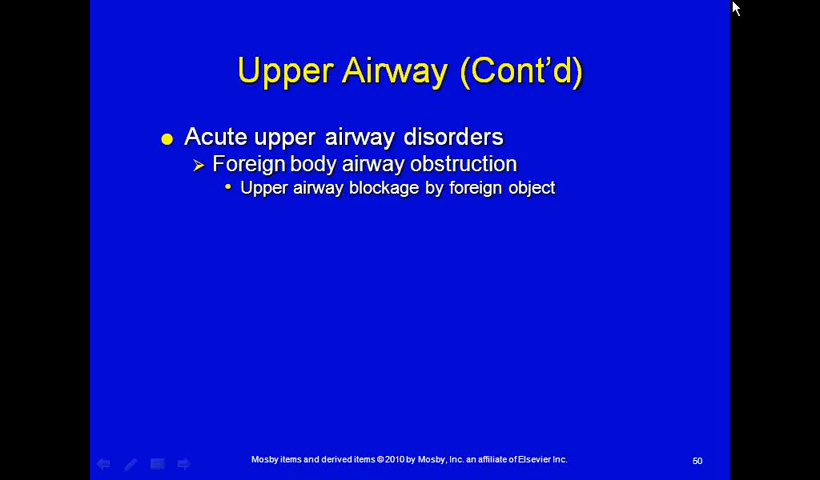 Upper Airway (Cont’d)
Acute upper airway disorders
Foreign body airway obstruction
Upper airway blockage by foreign object
Mosby items and derived items © 2010 by Mosby, Inc. an affiliate of Elsevier Inc.
50